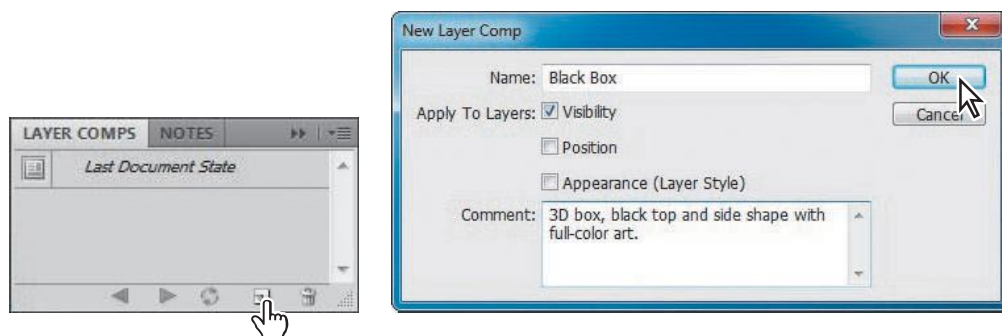 LAYER COMPS NOTES
Last Document State
New Layer Comp
Name: Black Box
OK
Apply To Layers: Visibility
Cancel
Position
Appearance (Layer Style)
Comment: 3D box, black top and side shape with
full-color art.